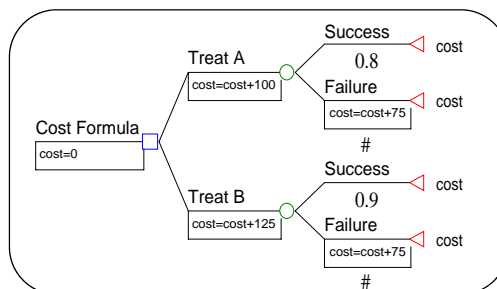 Success
cost
0.8
Treat A
cost=cost+100
Failure
cost=cost+75
cost
#
Cost Formula
cost=0
Success
cost
0.9
Treat B
cost=cost+125
Failure
cost=cost+75
cost
#